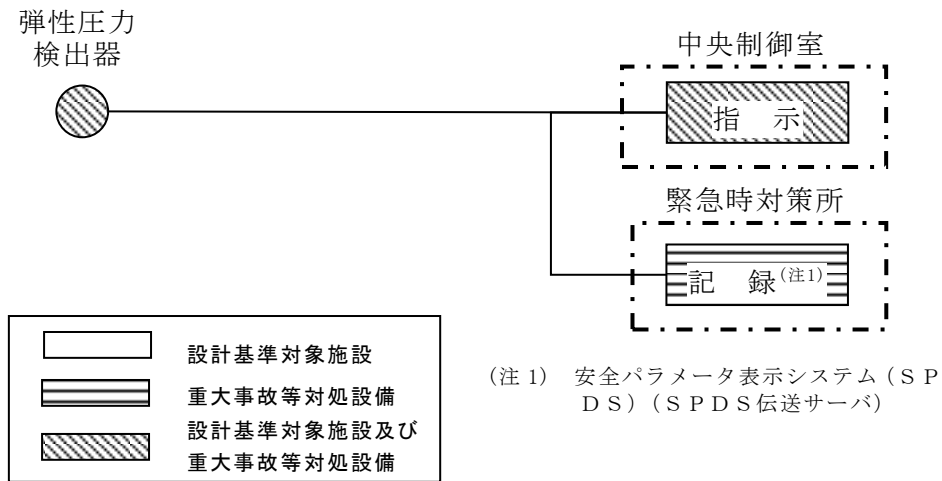 弾性圧力
検出器
中央制御室
指　示
緊急時対策所
記　録(注1)
設計基準対象施設
重大事故等対処設備
設計基準対象施設及び
重大事故等対処設備
(注 1)　安全パラメータ表示システム（ＳＰ
ＤＳ）（ＳＰＤＳ伝送サーバ）